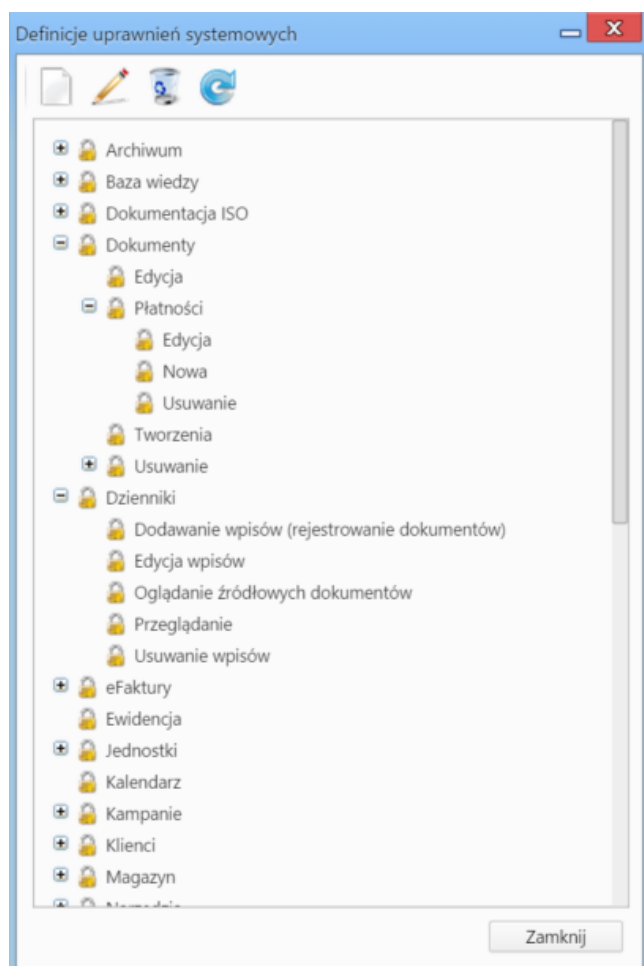 Definicje uprawnień systemowych
Archiwum
Baza wiedzy
Dokumentacja ISO
Dokumenty
Edycja
Płatności
Edycja
Nowa
Usuwanie
Tworzenia
Usuwanie
Dzienniki
Dodawanie wpisów (rejestrowanie dokumentów)
Edycja wpisów
Oglądanie źródłowych dokumentów
Przeglądanie
Usuwanie wpisów
eFaktury
Ewidencja
Jednostki
Kalendarz
Kampanie
Klienci
Magazyn
Zamknij